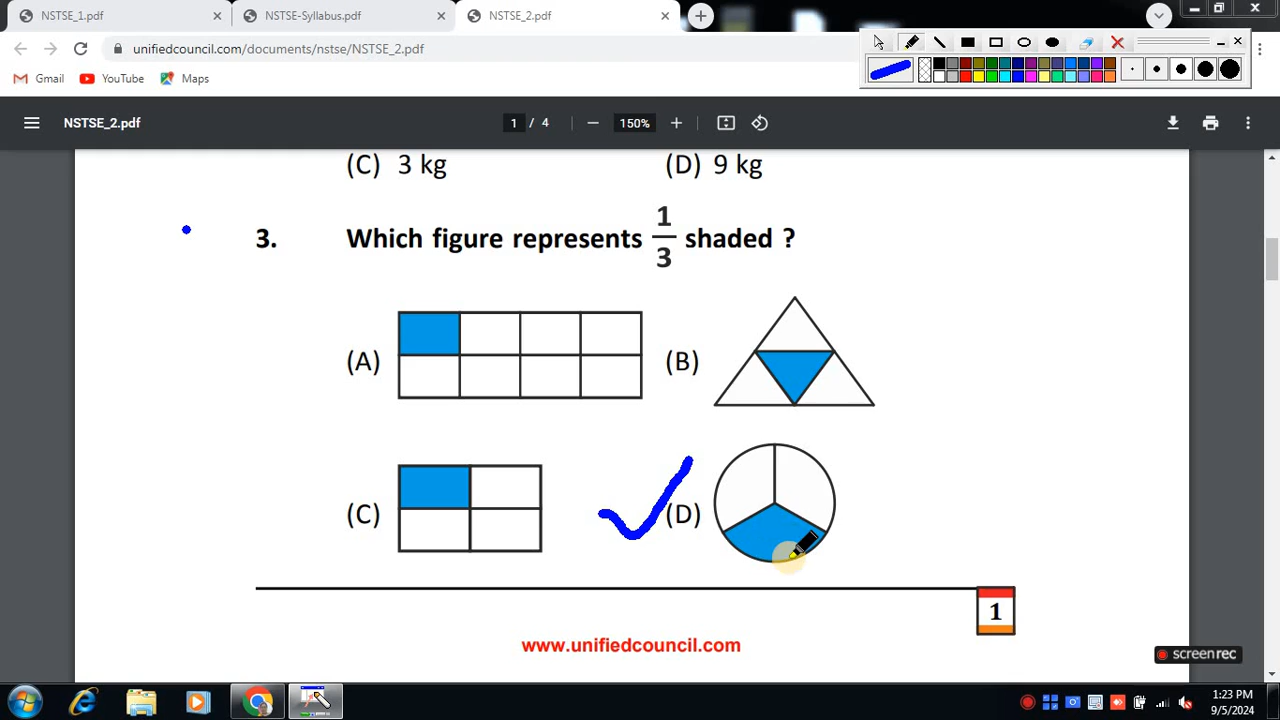 NSTSE_1.pdf
NSTSE-Syllabus.pdf
NSTSE_2.pdf
unifiedcouncil.com/documents/nstse/NSTSE_2.pdf
Gmail YouTube Maps
NSTSE_2.pdf 1 / 4 150%
(C) 3 kg (D) 9 kg
3. Which figure represents 1/3 shaded ?
(A) (B)
(C) (D)
1
www.unifiedcouncil.com
screenrec
1:23 PM
9/5/2024